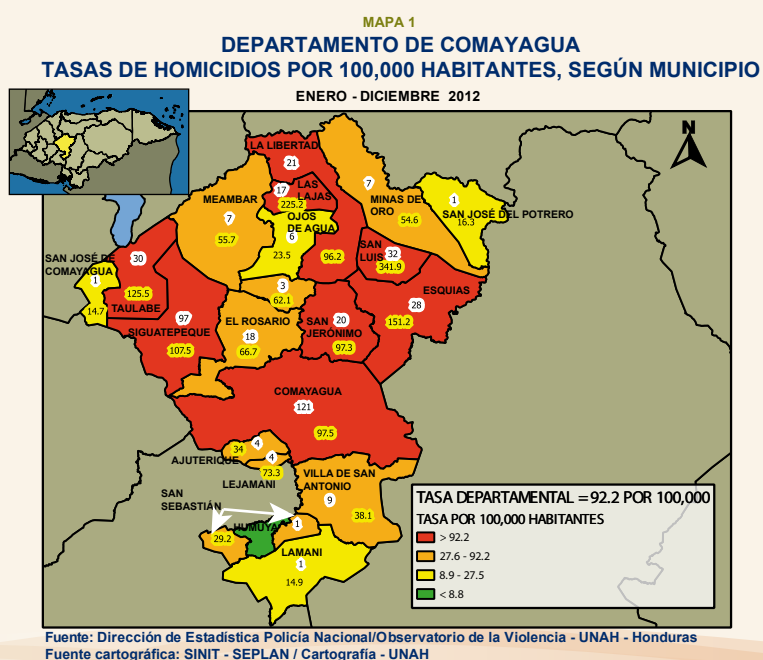 MAPA 1
DEPARTAMENTO DE COMAYAGUA
TASAS DE HOMICIDIOS POR 100,000 HABITANTES, SEGÚN MUNICIPIO
ENERO - DICIEMBRE 2012
N
LA LIBERTAD
21
17
LAS
LAJAS
225.2
MEAMBAR
7
55.7
OJOS
DE AGUA
6
23.5
96.2
7
MINAS DE
ORO
54.6
1
SAN JOSÉ DEL POTRERO
16.3
SAN
LUIS
32
341.9
SAN JOSÉ DE
COMAYAGUA
1
14.7
30
125.5
TAULABE
3
62.1
ESQUIAS
28
151.2
97
SIGUATEPEQUE
107.5
EL ROSARIO
18
66.7
20
SAN
JERÓNIMO
97.3
COMAYAGUA
121
97.5
34
4
AJUTERIQUE
4
73.3
LEJAMANI
VILLA DE SAN
ANTONIO
9
38.1
SAN
SEBASTIÁN
29.2
HUMUYA
1
LAMANI
1
14.9
TASA DEPARTAMENTAL = 92.2 POR 100,000
TASA POR 100,000 HABITANTES
> 92.2
27.6 - 92.2
8.9 - 27.5
< 8.8
Fuente: Dirección de Estadística Policía Nacional/Observatorio de la Violencia - UNAH - Honduras
Fuente cartográfica: SINIT - SEPLAN / Cartografía - UNAH